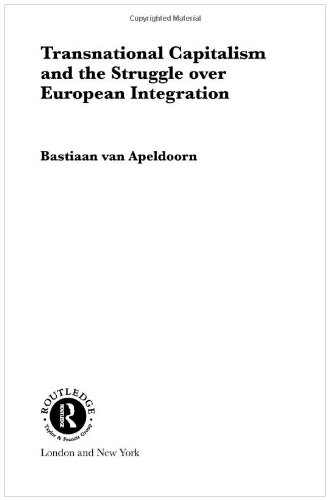 Copyrighted Material
Transnational Capitalism
and the Struggle over
European Integration
Bastiaan van Apeldoorn
ROUTLEDGE
R
ROUTLEDGE
Taylor & Francis Group
London and New York